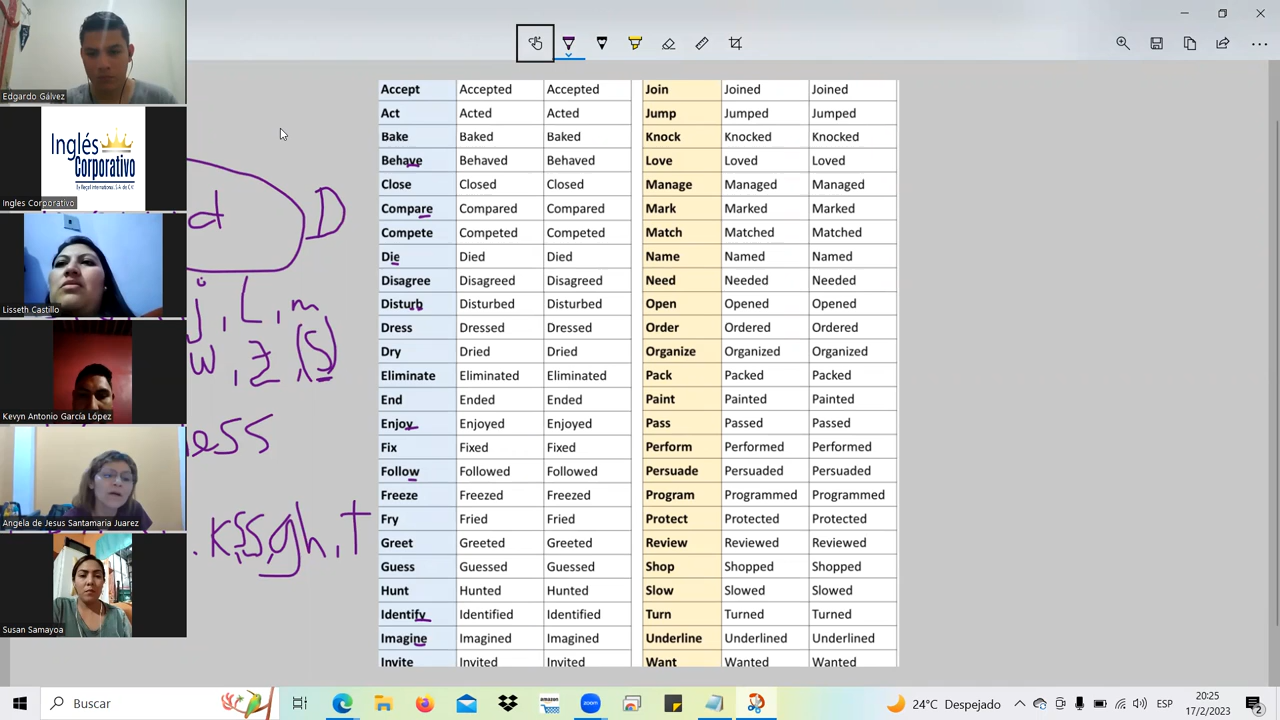 Edgardo Gálvez
Inglés
Corporativo
Ingles Corporativo
Lisseth Castillo
Kevyn Antonio García López
Angela de Jesus Santamaria Juarez
Susan Samayoa
d D
j, L, m
w, z, (S)
ess
. k, ss, gh, t
Accept Accepted Accepted Join Joined Joined
Act Acted Acted Jump Jumped Jumped
Bake Baked Baked Knock Knocked Knocked
Behave Behaved Behaved Love Loved Loved
Close Closed Closed Manage Managed Managed
Compare Compared Compared Mark Marked Marked
Compete Competed Competed Match Matched Matched
Die Died Died Name Named Named
Disagree Disagreed Disagreed Need Needed Needed
Disturb Disturbed Disturbed Open Opened Opened
Dress Dressed Dressed Order Ordered Ordered
Dry Dried Dried Organize Organized Organized
Eliminate Eliminated Eliminated Pack Packed Packed
End Ended Ended Paint Painted Painted
Enjoy Enjoyed Enjoyed Pass Passed Passed
Fix Fixed Fixed Perform Performed Performed
Follow Followed Followed Persuade Persuaded Persuaded
Freeze Freezed Freezed Program Programmed Programmed
Fry Fried Fried Protect Protected Protected
Greet Greeted Greeted Review Reviewed Reviewed
Guess Guessed Guessed Shop Shopped Shopped
Hunt Hunted Hunted Slow Slowed Slowed
Identify Identified Identified Turn Turned Turned
Imagine Imagined Imagined Underline Underlined Underlined
Invite Invited Invited Want Wanted Wanted
Buscar
amazon
zoom
24°C Despejado
ESP
20:25
17/2/2023
2